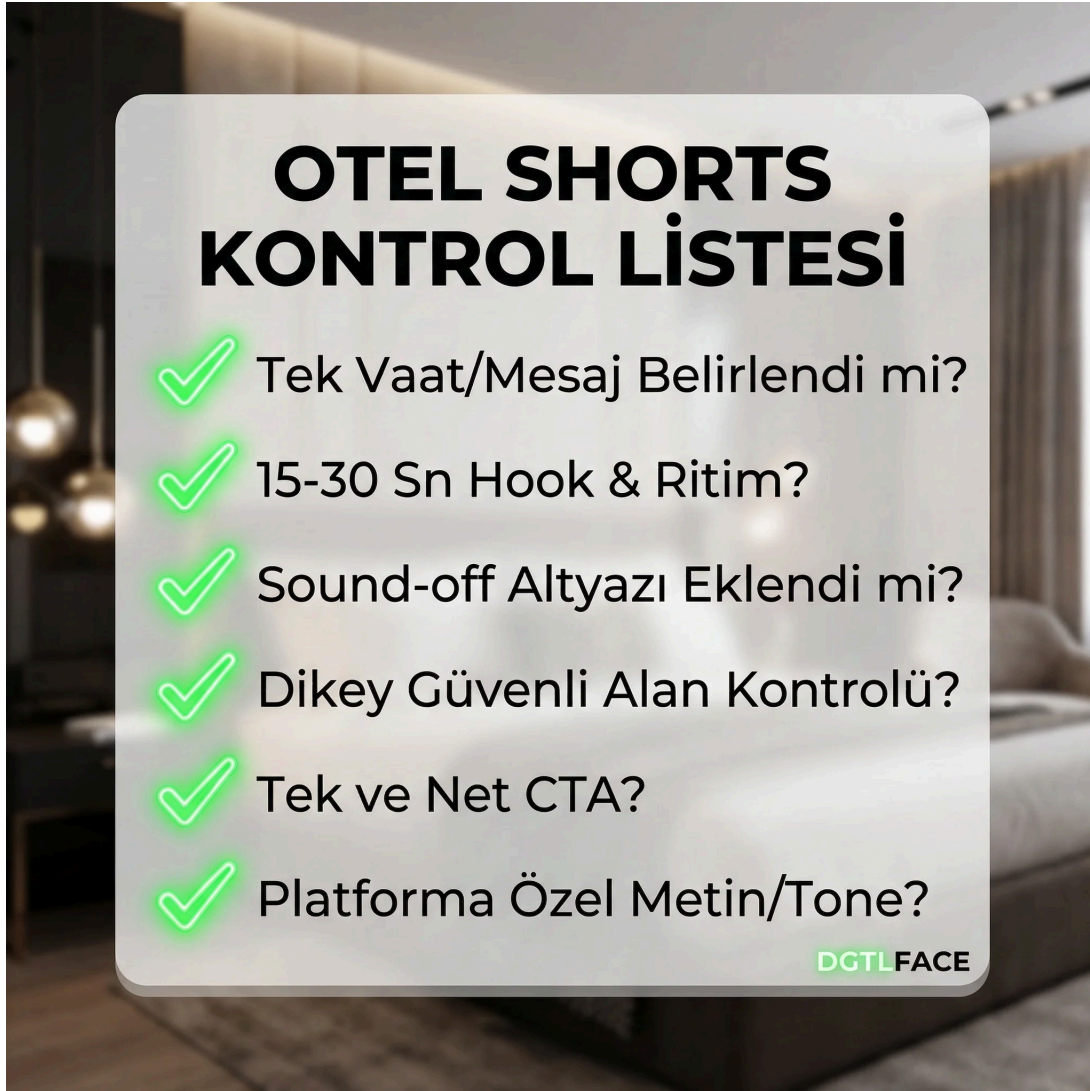 OTEL SHORTS
KONTROL LİSTESİ
Tek Vaat/Mesaj Belirlendi mi?
15-30 Sn Hook & Ritim?
Sound-off Altyazı Eklendi mi?
Dikey Güvenli Alan Kontrolü?
Tek ve Net CTA?
Platforma Özel Metin/Tone?
DGTLFACE